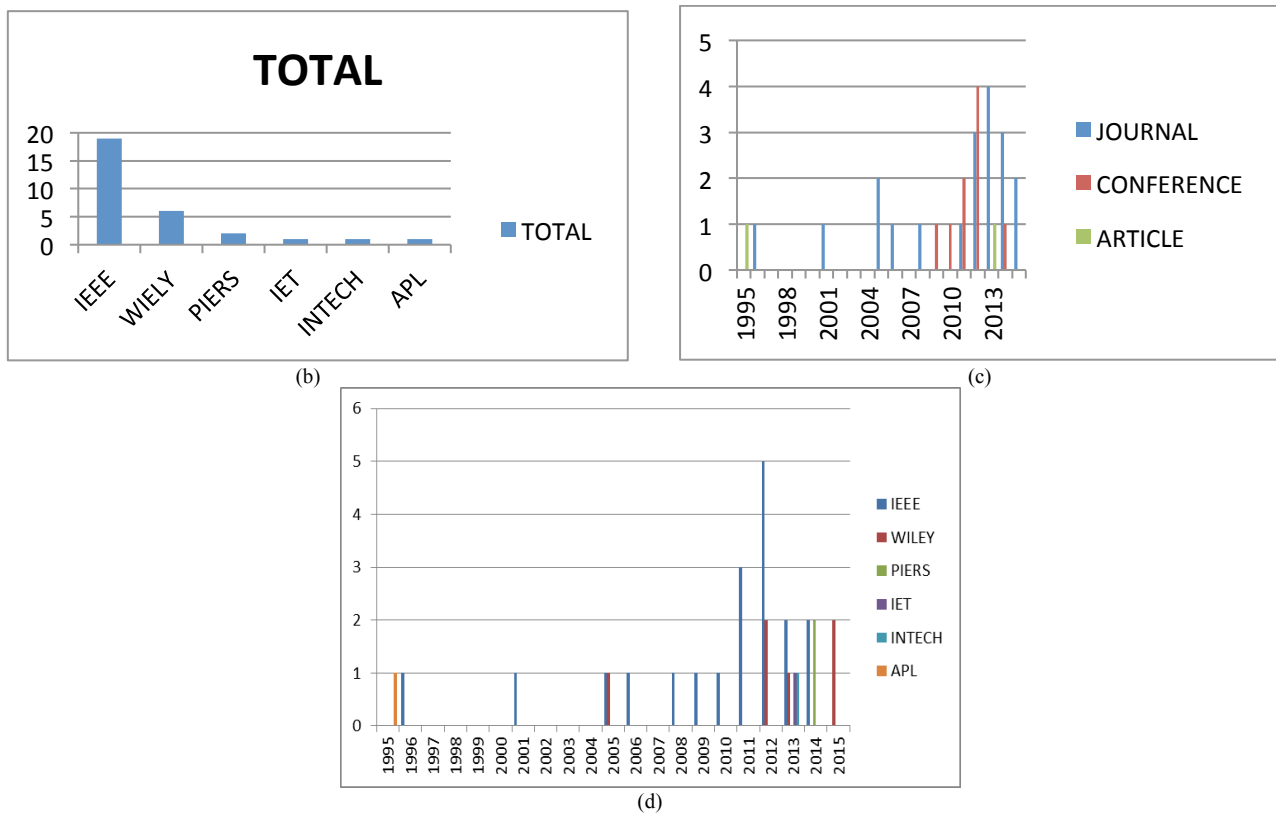 TOTAL
20
15
10
5
0
IEEE
WIELY
PIERS
IET
INTECH
APL
TOTAL
(b)
5
4
3
2
1
0
1995
1998
2001
2004
2007
2010
2013
JOURNAL
CONFERENCE
ARTICLE
(c)
6
5
4
3
2
1
0
1995
1996
1997
1998
1999
2000
2001
2002
2003
2004
2005
2006
2007
2008
2009
2010
2011
2012
2013
2014
2015
IEEE
WILEY
PIERS
IET
INTECH
APL
(d)